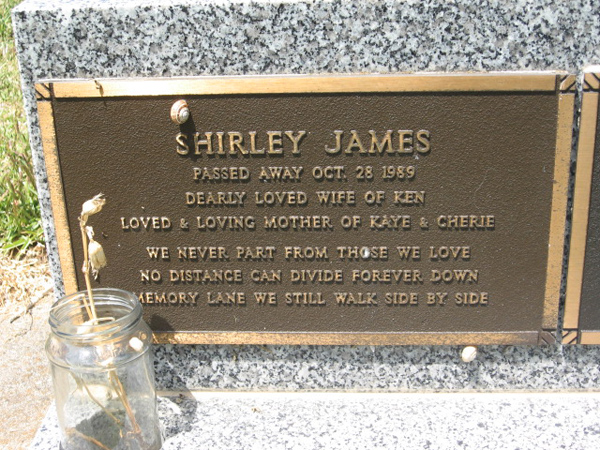 SHIRLEY JAMES
PASSED AWAY OCT. 28 1989
DEARLY LOVED WIFE OF KEN
LOVED & LOVING MOTHER OF KAYE & CHERIE
WE NEVER PART FROM THOSE WE LOVE
NO DISTANCE CAN DIVIDE FOREVER DOWN
MEMORY LANE WE STILL WALK SIDE BY SIDE